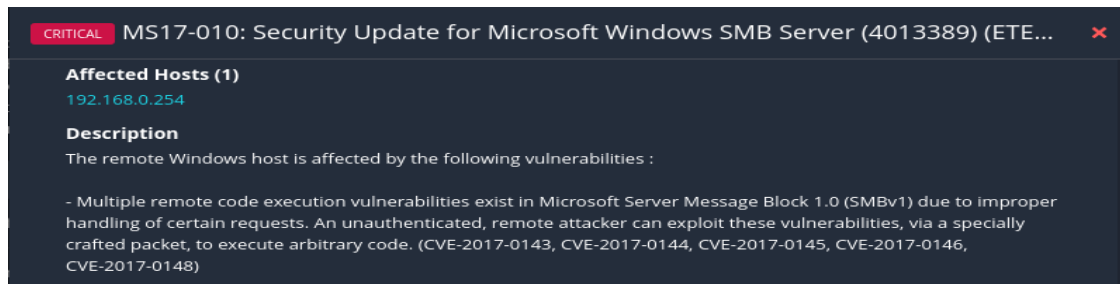 CRITICAL MS17-010: Security Update for Microsoft Windows SMB Server (4013389) (ETE... ×
Affected Hosts (1)
192.168.0.254
Description
The remote Windows host is affected by the following vulnerabilities :
- Multiple remote code execution vulnerabilities exist in Microsoft Server Message Block 1.0 (SMBv1) due to improper
handling of certain requests. An unauthenticated, remote attacker can exploit these vulnerabilities, via a specially
crafted packet, to execute arbitrary code. (CVE-2017-0143, CVE-2017-0144, CVE-2017-0145, CVE-2017-0146,
CVE-2017-0148)